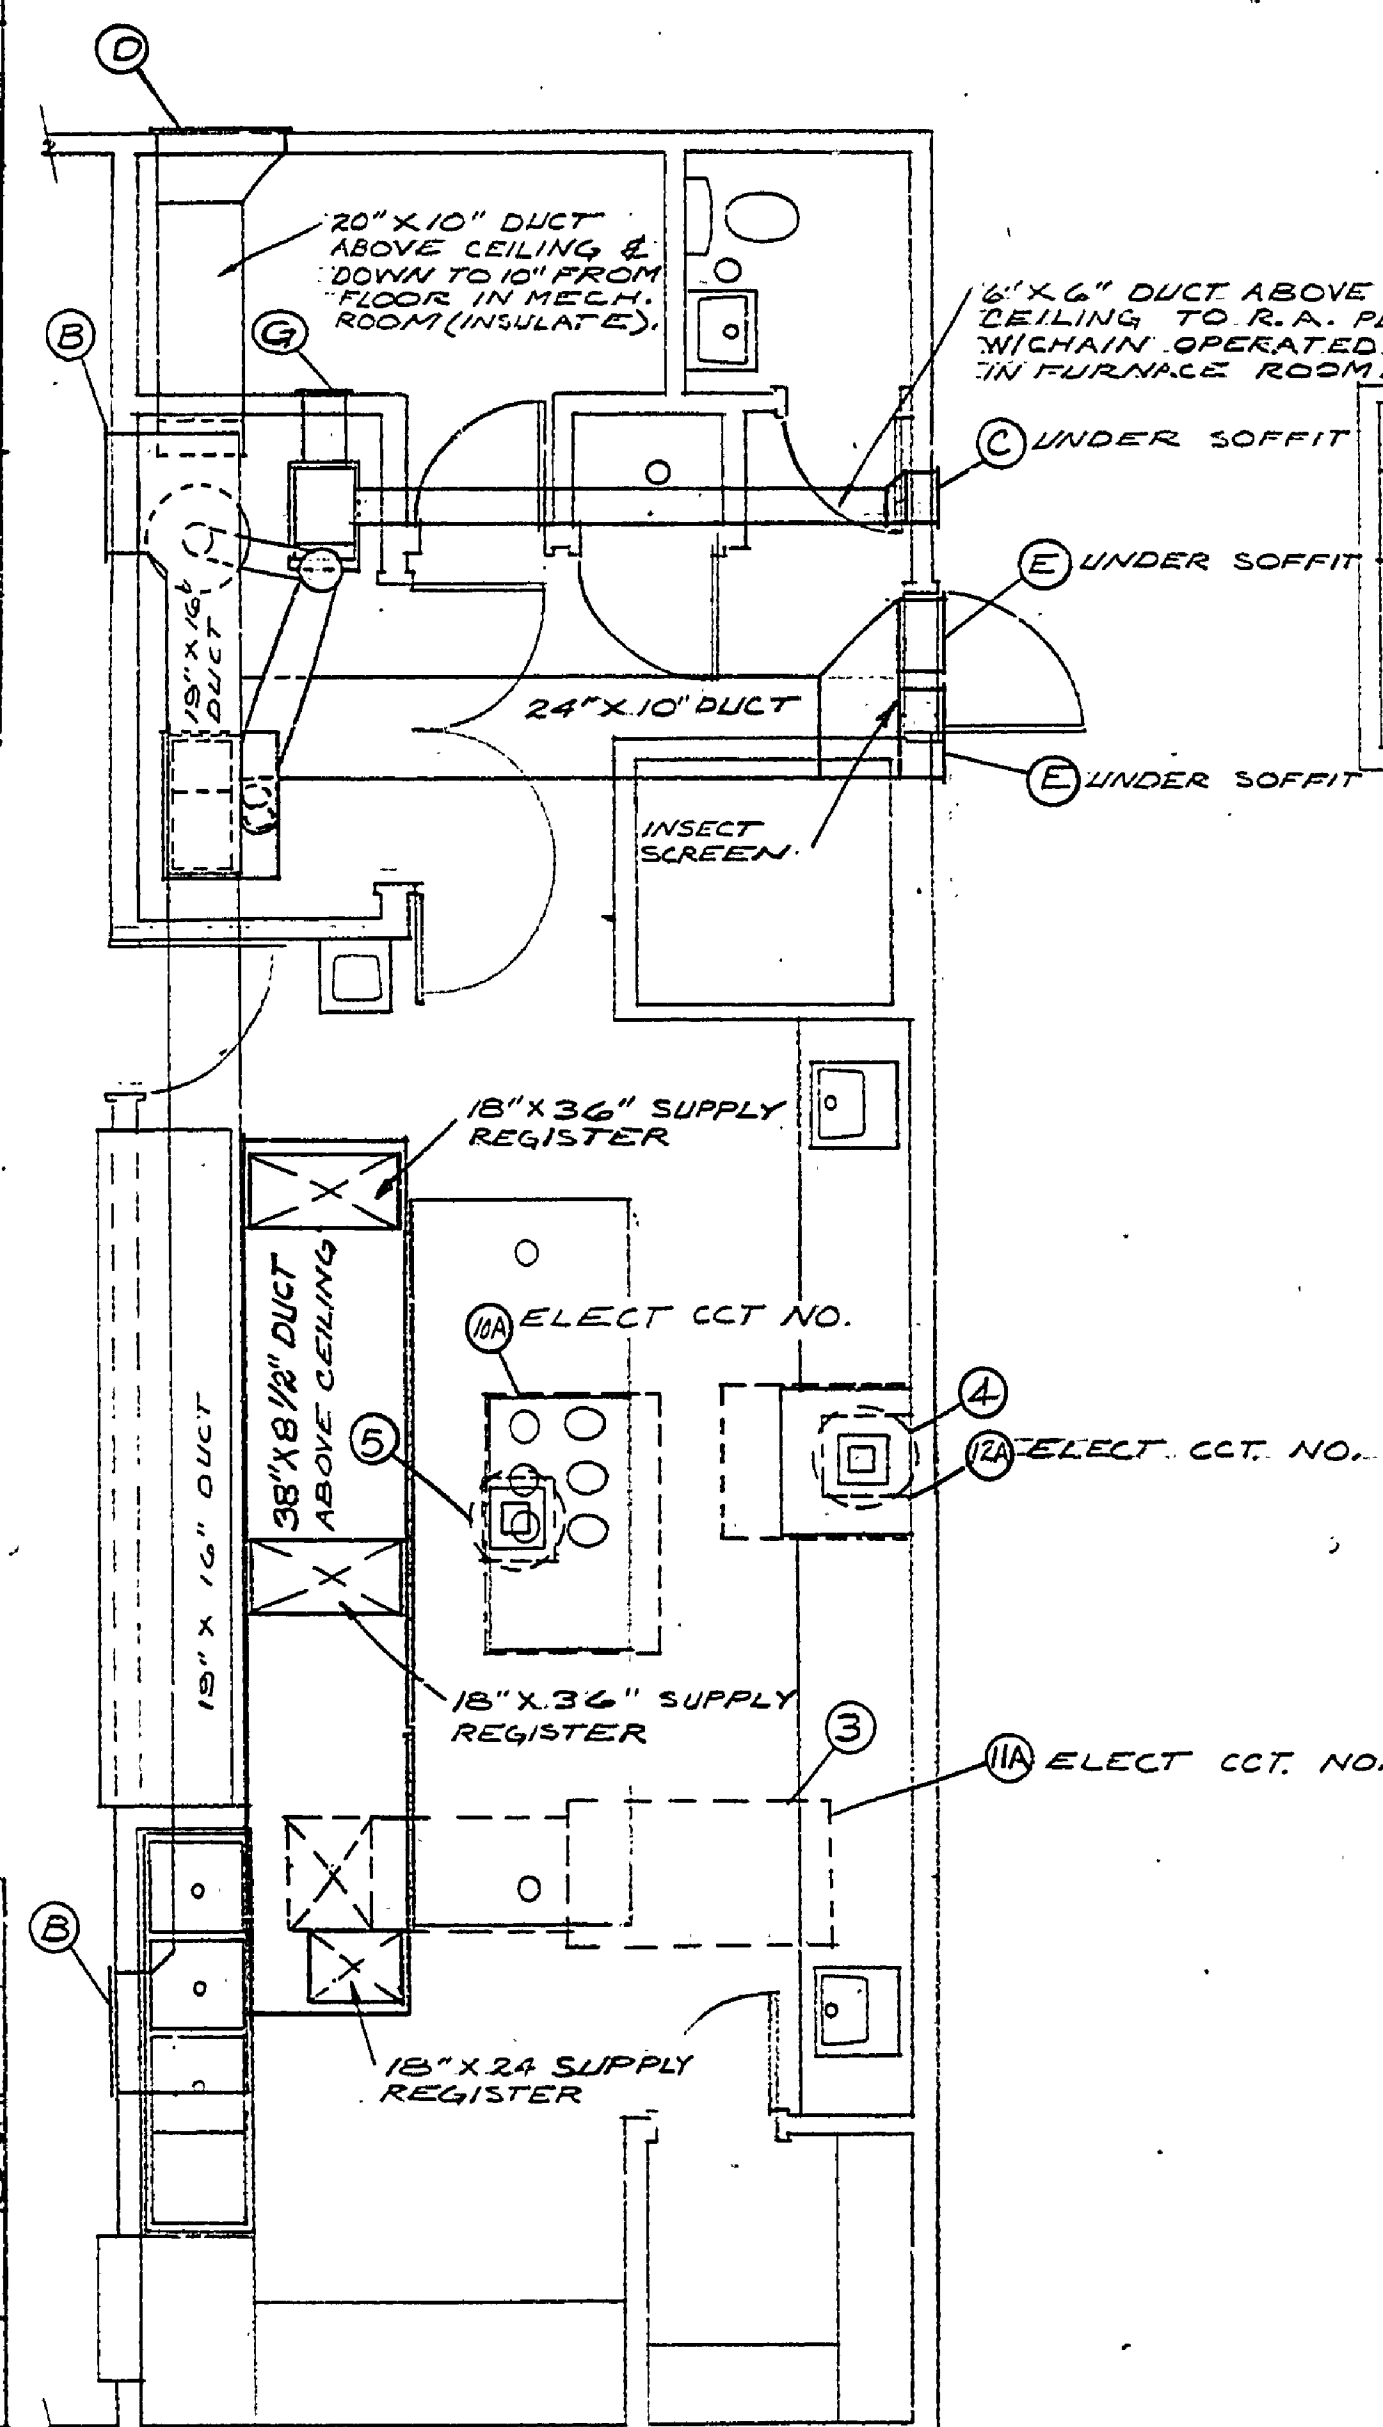 D
20"X10" DUCT
ABOVE CEILING &
DOWN TO 10" FROM
FLOOR IN MECH.
ROOM (INSULATE).
B
G
6"X6" DUCT ABOVE
CEILING TO R.A.
W/CHAIN OPERATED
IN FURNACE ROOM
C UNDER SOFFIT
E UNDER SOFFIT
19"X16"
DUCT
24"X10" DUCT
E UNDER SOFFIT
INSECT
SCREEN
18"X36" SUPPLY
REGISTER
38"X8 1/2" DUCT
ABOVE CEILING
10A ELECT CCT NO.
5
4
12A ELECT CCT. NO.
19" X 16" DUCT
18"X36" SUPPLY
REGISTER
3
11A ELECT CCT. NO.
B
18"X24 SUPPLY
REGISTER